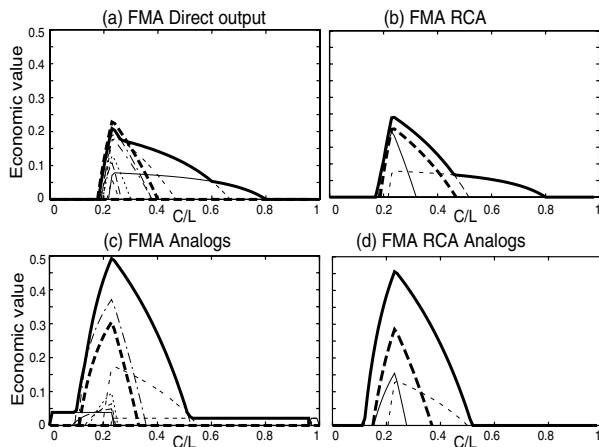 (a) FMA Direct output
(b) FMA RCA
Economic value
0.5
0.4
0.3
0.2
0.1
0
0 0.2 0.4 0.6 0.8 1
C/L
0 0.2 0.4 0.6 0.8 1
C/L
(c) FMA Analogs
(d) FMA RCA Analogs
Economic value
0.5
0.4
0.3
0.2
0.1
0
0 0.2 0.4 0.6 0.8 1
C/L
0 0.2 0.4 0.6 0.8 1
C/L